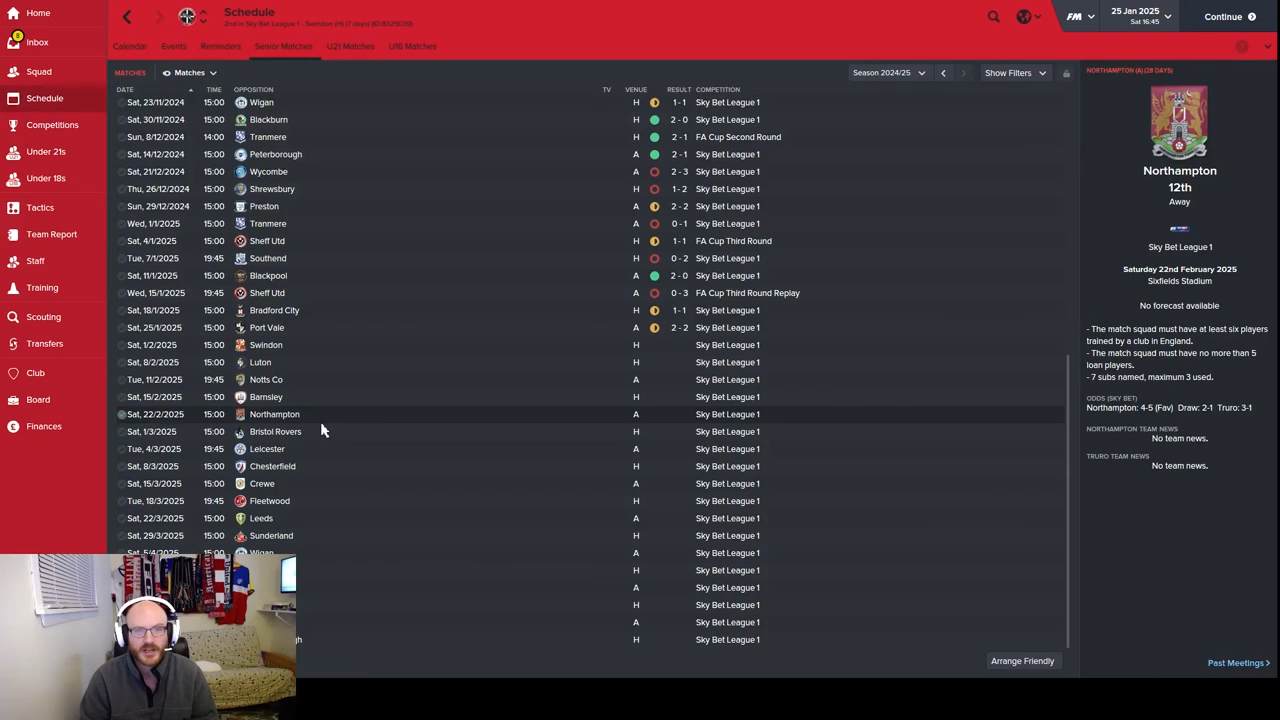 Home
8
Inbox
Squad
Schedule
Competitions
Under 21s
Under 18s
Tactics
Team Report
Staff
Training
Scouting
Transfers
Club
Board
Finances
Schedule
2nd in Sky Bet League 1 - Swindon (H) (7 days) (ID:8325039)
FM
25 Jan 2025
Sat 16:45
Continue
Calendar Events Reminders Senior Matches U21 Matches U18 Matches
MATCHES Matches Season 2024/25 Show Filters
DATE TIME OPPOSITION TV VENUE RESULT COMPETITION
Sat, 23/11/2024 15:00 Wigan H 1-1 Sky Bet League 1
Sat, 30/11/2024 15:00 Blackburn H 2-0 Sky Bet League 1
Sun, 8/12/2024 14:00 Tranmere H 2-1 FA Cup Second Round
Sat, 14/12/2024 15:00 Peterborough A 2-1 Sky Bet League 1
Sat, 21/12/2024 15:00 Wycombe A 2-3 Sky Bet League 1
Thu, 26/12/2024 15:00 Shrewsbury H 1-2 Sky Bet League 1
Sun, 29/12/2024 15:00 Preston A 2-2 Sky Bet League 1
Wed, 1/1/2025 15:00 Tranmere A 0-1 Sky Bet League 1
Sat, 4/1/2025 15:00 Sheff Utd H 1-1 FA Cup Third Round
Tue, 7/1/2025 19:45 Southend H 0-2 Sky Bet League 1
Sat, 11/1/2025 15:00 Blackpool A 2-0 Sky Bet League 1
Wed, 15/1/2025 19:45 Sheff Utd A 0-3 FA Cup Third Round Replay
Sat, 18/1/2025 15:00 Bradford City H 1-1 Sky Bet League 1
Sat, 25/1/2025 15:00 Port Vale A 2-2 Sky Bet League 1
Sat, 1/2/2025 15:00 Swindon H Sky Bet League 1
Sat, 8/2/2025 15:00 Luton H Sky Bet League 1
Tue, 11/2/2025 19:45 Notts Co A Sky Bet League 1
Sat, 15/2/2025 15:00 Barnsley H Sky Bet League 1
Sat, 22/2/2025 15:00 Northampton A Sky Bet League 1
Sat, 1/3/2025 15:00 Bristol Rovers H Sky Bet League 1
Tue, 4/3/2025 19:45 Leicester A Sky Bet League 1
Sat, 8/3/2025 15:00 Chesterfield H Sky Bet League 1
Sat, 15/3/2025 15:00 Crewe A Sky Bet League 1
Tue, 18/3/2025 19:45 Fleetwood H Sky Bet League 1
Sat, 22/3/2025 15:00 Leeds A Sky Bet League 1
Sat, 29/3/2025 15:00 Sunderland H Sky Bet League 1
Sat, 5/4/2025 15:00 Wigan A Sky Bet League 1
H Sky Bet League 1
A Sky Bet League 1
H Sky Bet League 1
A Sky Bet League 1
H Sky Bet League 1
Arrange Friendly
NORTHAMPTON (A) (28 DAYS)
Northampton
12th
Away
Sky Bet League 1
Saturday 22nd February 2025
Sixfields Stadium
No forecast available
- The match squad must have at least six players
trained by a club in England.
- The match squad must have no more than 5
loan players.
- 7 subs named, maximum 3 used.
ODDS (SKY BET)
Northampton: 4-5 (Fav) Draw: 2-1 Truro: 3-1
NORTHAMPTON TEAM NEWS
No team news.
TRURO TEAM NEWS
No team news.
Past Meetings